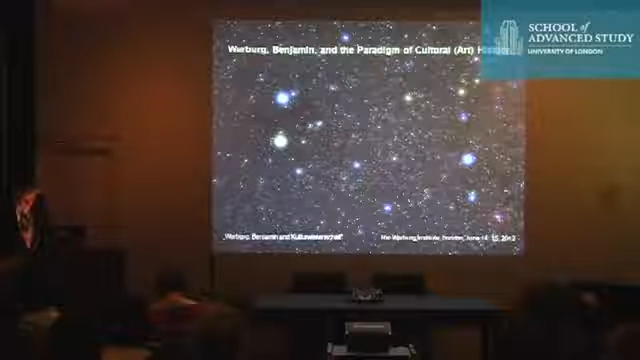 Warburg, Benjamin, and the Paradigm of Cultural (Art) History
SCHOOL of
ADVANCED STUDY
UNIVERSITY OF LONDON
„Warburg, Benjamin and Kulturwissenschaft"
The Warburg Institute, London, June 14, 15, 2012